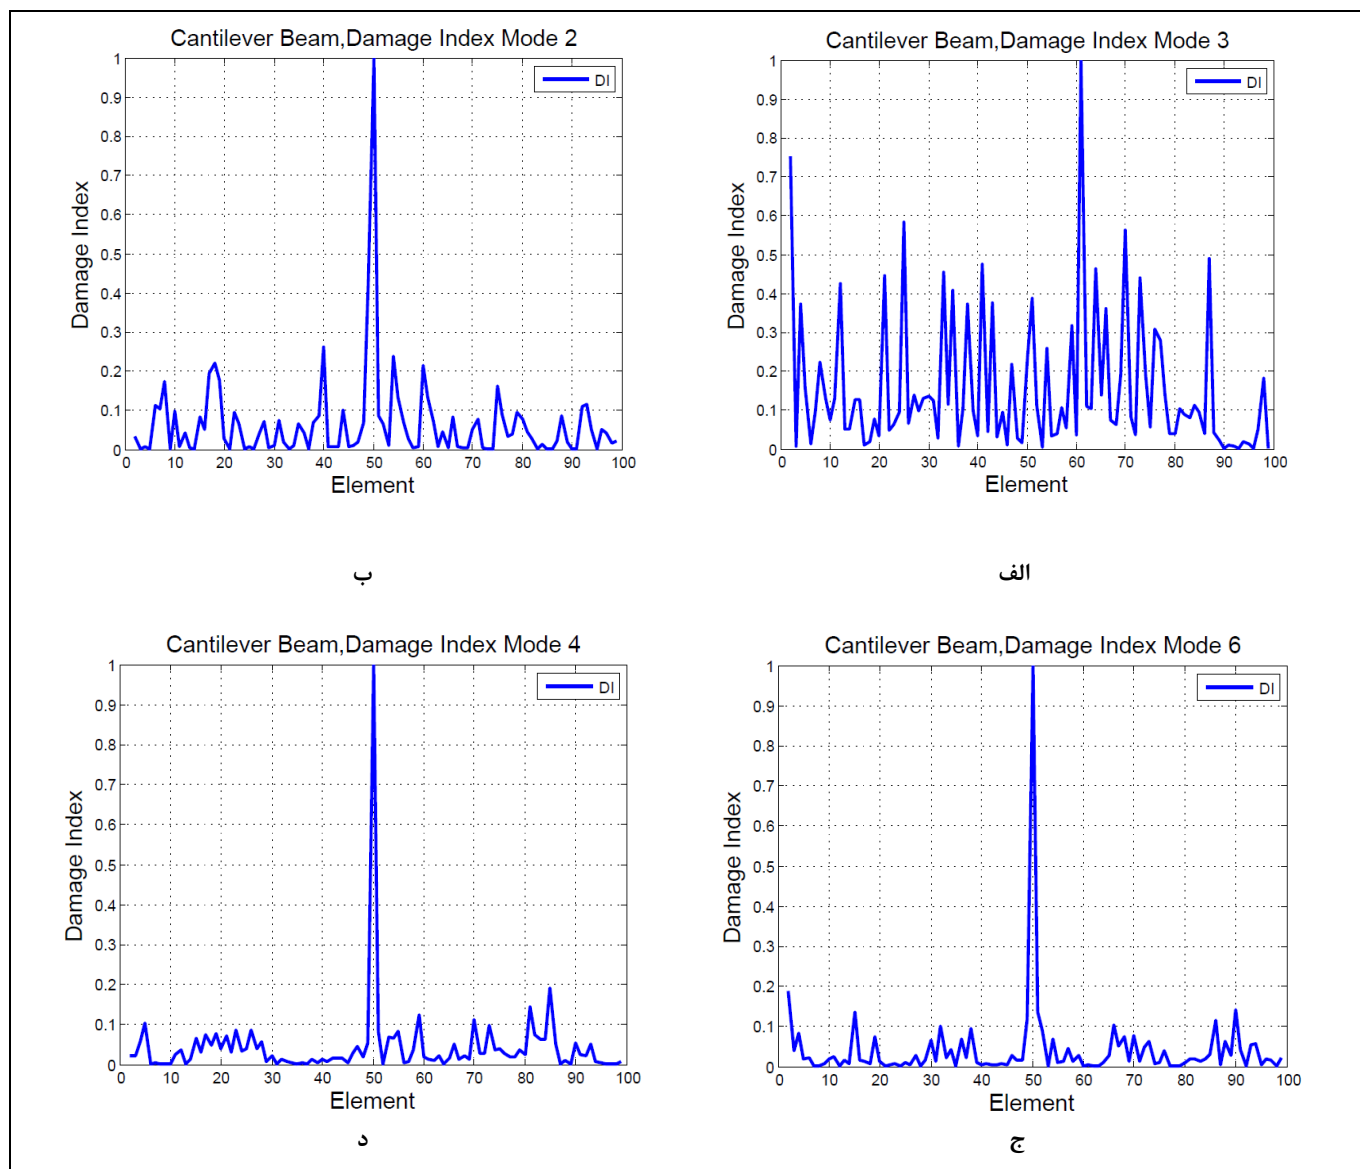 Cantilever Beam,Damage Index Mode 2
DI
1
0.9
0.8
0.7
0.6
0.5
0.4
0.3
0.2
0.1
0
Damage Index
0 10 20 30 40 50 60 70 80 90 100
Element
ب
Cantilever Beam,Damage Index Mode 3
DI
1
0.9
0.8
0.7
0.6
0.5
0.4
0.3
0.2
0.1
0
Damage Index
0 10 20 30 40 50 60 70 80 90 100
Element
الف
Cantilever Beam,Damage Index Mode 4
DI
1
0.9
0.8
0.7
0.6
0.5
0.4
0.3
0.2
0.1
0
Damage Index
0 10 20 30 40 50 60 70 80 90 100
Element
د
Cantilever Beam,Damage Index Mode 6
DI
1
0.9
0.8
0.7
0.6
0.5
0.4
0.3
0.2
0.1
0
Damage Index
0 10 20 30 40 50 60 70 80 90 100
Element
ج